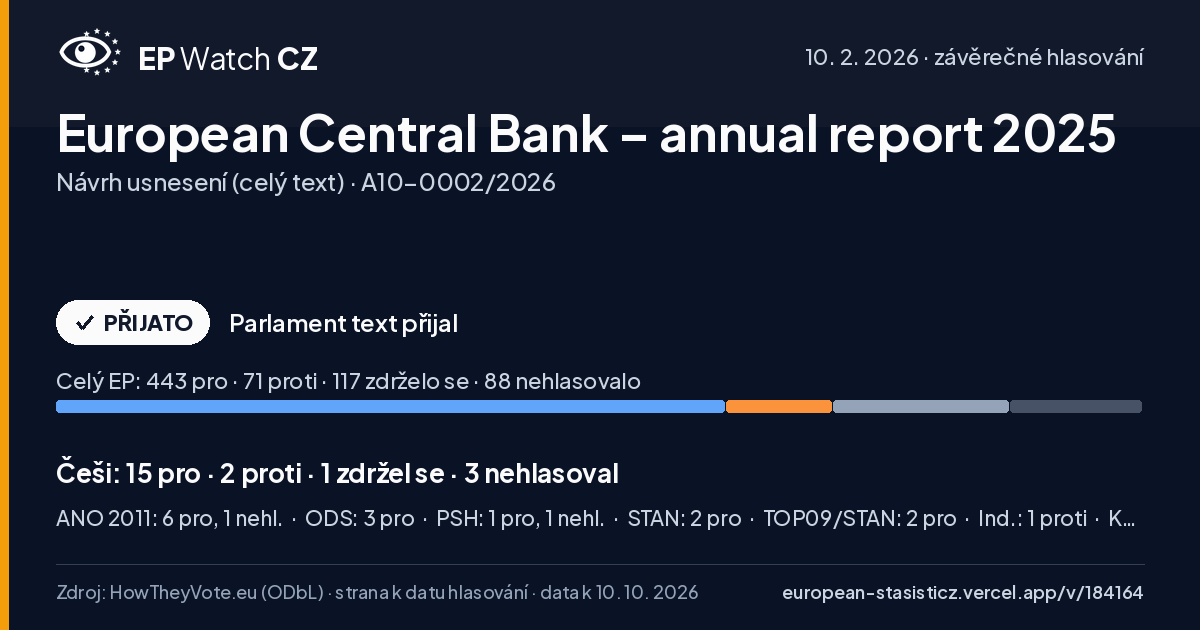 EP Watch CZ
10. 2. 2026 · závěrečné hlasování
European Central Bank – annual report 2025
Návrh usnesení (celý text) · A10-0002/2026
✓ PŘIJATO
Parlament text přijal
Celý EP: 443 pro · 71 proti · 117 zdrželo se · 88 nehlasovalo
Češi: 15 pro · 2 proti · 1 zdržel se · 3 nehlasoval
ANO 2011: 6 pro, 1 nehl. · ODS: 3 pro · PSH: 1 pro, 1 nehl. · STAN: 2 pro · TOP09/STAN: 2 pro · Ind.: 1 proti · K…
Zdroj: HowTheyVote.eu (ODbL) · strana k datu hlasování · data k 10. 10. 2026
european-stasisticz.vercel.app/v/184164